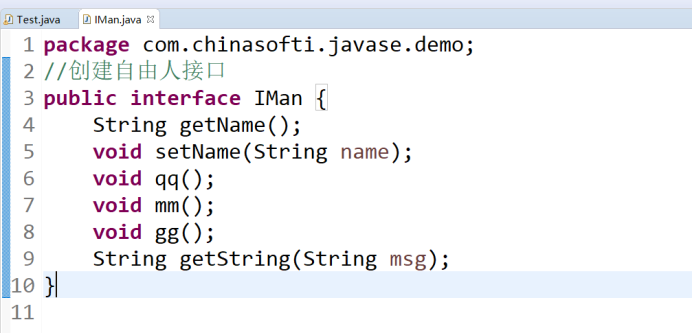 Test.java IMan.java
1 package com.chinasofti.javase.demo;
2 //创建自由人接口
3 public interface IMan {
4 String getName();
5 void setName(String name);
6 void qq();
7 void mm();
8 void gg();
9 String getString(String msg);
10 }
11